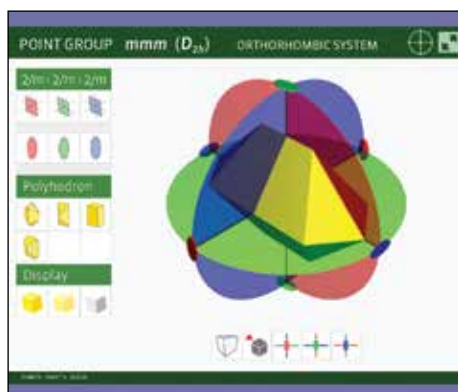 POINT GROUP mmm (D2h) ORTHORHOMBIC SYSTEM
2/m 2/m 2/m
Polyhedron
Display